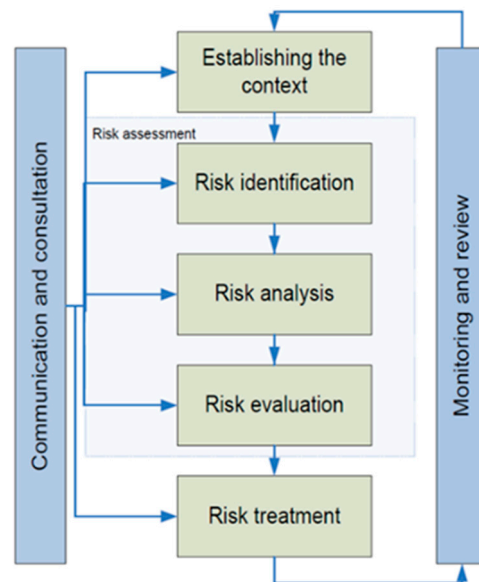 Establishing the
context
Risk assessment
Risk identification
Risk analysis
Risk evaluation
Risk treatment
Communication and consultation
Monitoring and review